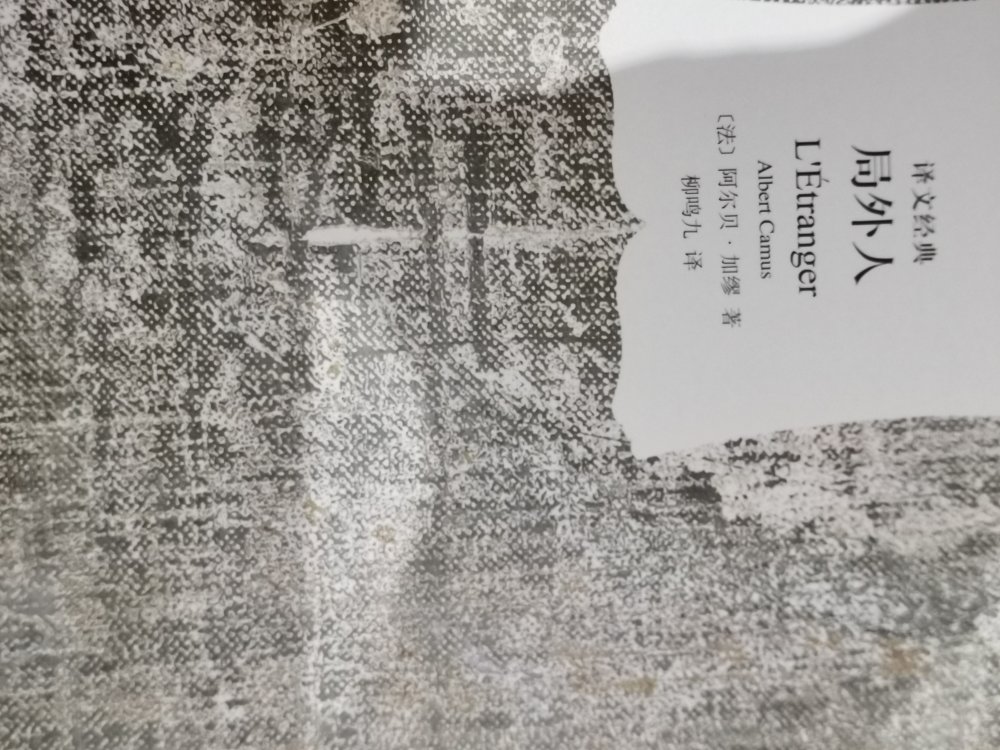 译文经典
局外人
L'Étranger
Albert Camus
〔法〕阿尔贝·加缪 著
柳鸣九 译